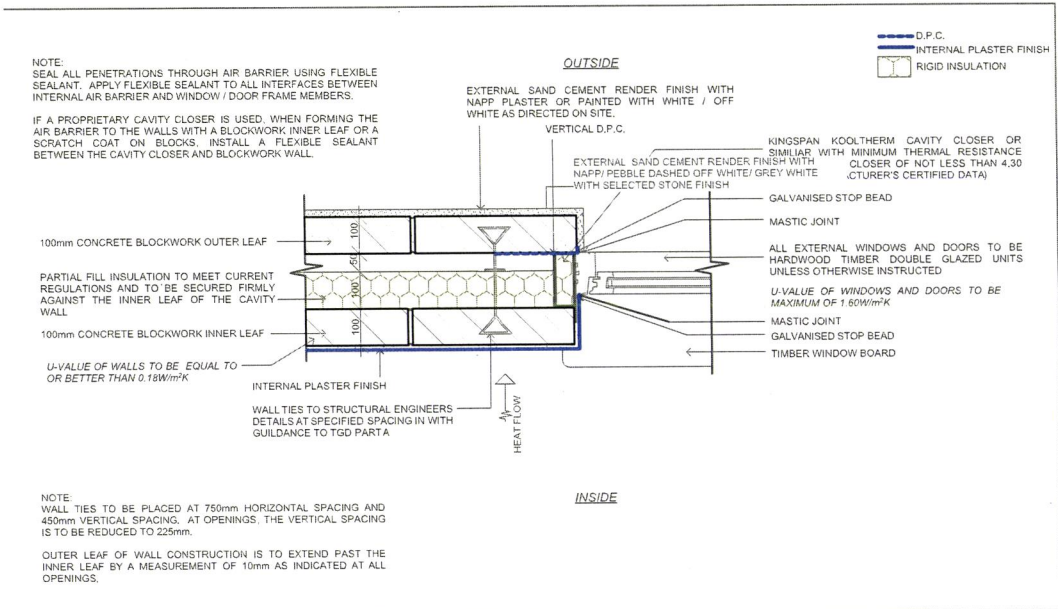 D.P.C.
INTERNAL PLASTER FINISH
RIGID INSULATION
NOTE:
SEAL ALL PENETRATIONS THROUGH AIR BARRIER USING FLEXIBLE
SEALANT. APPLY FLEXIBLE SEALANT TO ALL INTERFACES BETWEEN
INTERNAL AIR BARRIER AND WINDOW / DOOR FRAME MEMBERS.
IF A PROPRIETARY CAVITY CLOSER IS USED, WHEN FORMING THE
AIR BARRIER TO THE WALLS WITH A BLOCKWORK INNER LEAF OR A
SCRATCH COAT ON BLOCKS, INSTALL A FLEXIBLE SEALANT
BETWEEN THE CAVITY CLOSER AND BLOCKWORK WALL.
OUTSIDE
EXTERNAL SAND CEMENT RENDER FINISH WITH
NAPP PLASTER OR PAINTED WITH WHITE / OFF
WHITE AS DIRECTED ON SITE.
VERTICAL D.P.C.
EXTERNAL SAND CEMENT RENDER FINISH WITH
NAPP/ PEBBLE DASHED OFF WHITE/ GREY WHITE
WITH SELECTED STONE FINISH
KINGSPAN KOOLTHERM CAVITY CLOSER OR
SIMILIAR WITH MINIMUM THERMAL RESISTANCE
CLOSER OF NOT LESS THAN 4,30
CTURER'S CERTIFIED DATA)
GALVANISED STOP BEAD
MASTIC JOINT
ALL EXTERNAL WINDOWS AND DOORS TO BE
HARDWOOD TIMBER DOUBLE GLAZED UNITS
UNLESS OTHERWISE INSTRUCTED
U-VALUE OF WINDOWS AND DOORS TO BE
MAXIMUM OF 1.60W/m²K
MASTIC JOINT
GALVANISED STOP BEAD
TIMBER WINDOW BOARD
100mm CONCRETE BLOCKWORK OUTER LEAF
PARTIAL FILL INSULATION TO MEET CURRENT
REGULATIONS AND TO BE SECURED FIRMLY
AGAINST THE INNER LEAF OF THE CAVITY
WALL
100mm CONCRETE BLOCKWORK INNER LEAF
U-VALUE OF WALLS TO BE EQUAL TO
OR BETTER THAN 0.18W/m²K
100
50
100
100
INTERNAL PLASTER FINISH
WALL TIES TO STRUCTURAL ENGINEERS
DETAILS AT SPECIFIED SPACING IN WITH
GUILDANCE TO TGD PART A
HEAT FLOW
INSIDE
NOTE:
WALL TIES TO BE PLACED AT 750mm HORIZONTAL SPACING AND
450mm VERTICAL SPACING. AT OPENINGS, THE VERTICAL SPACING
IS TO BE REDUCED TO 225mm.
OUTER LEAF OF WALL CONSTRUCTION IS TO EXTEND PAST THE
INNER LEAF BY A MEASUREMENT OF 10mm AS INDICATED AT ALL
OPENINGS.